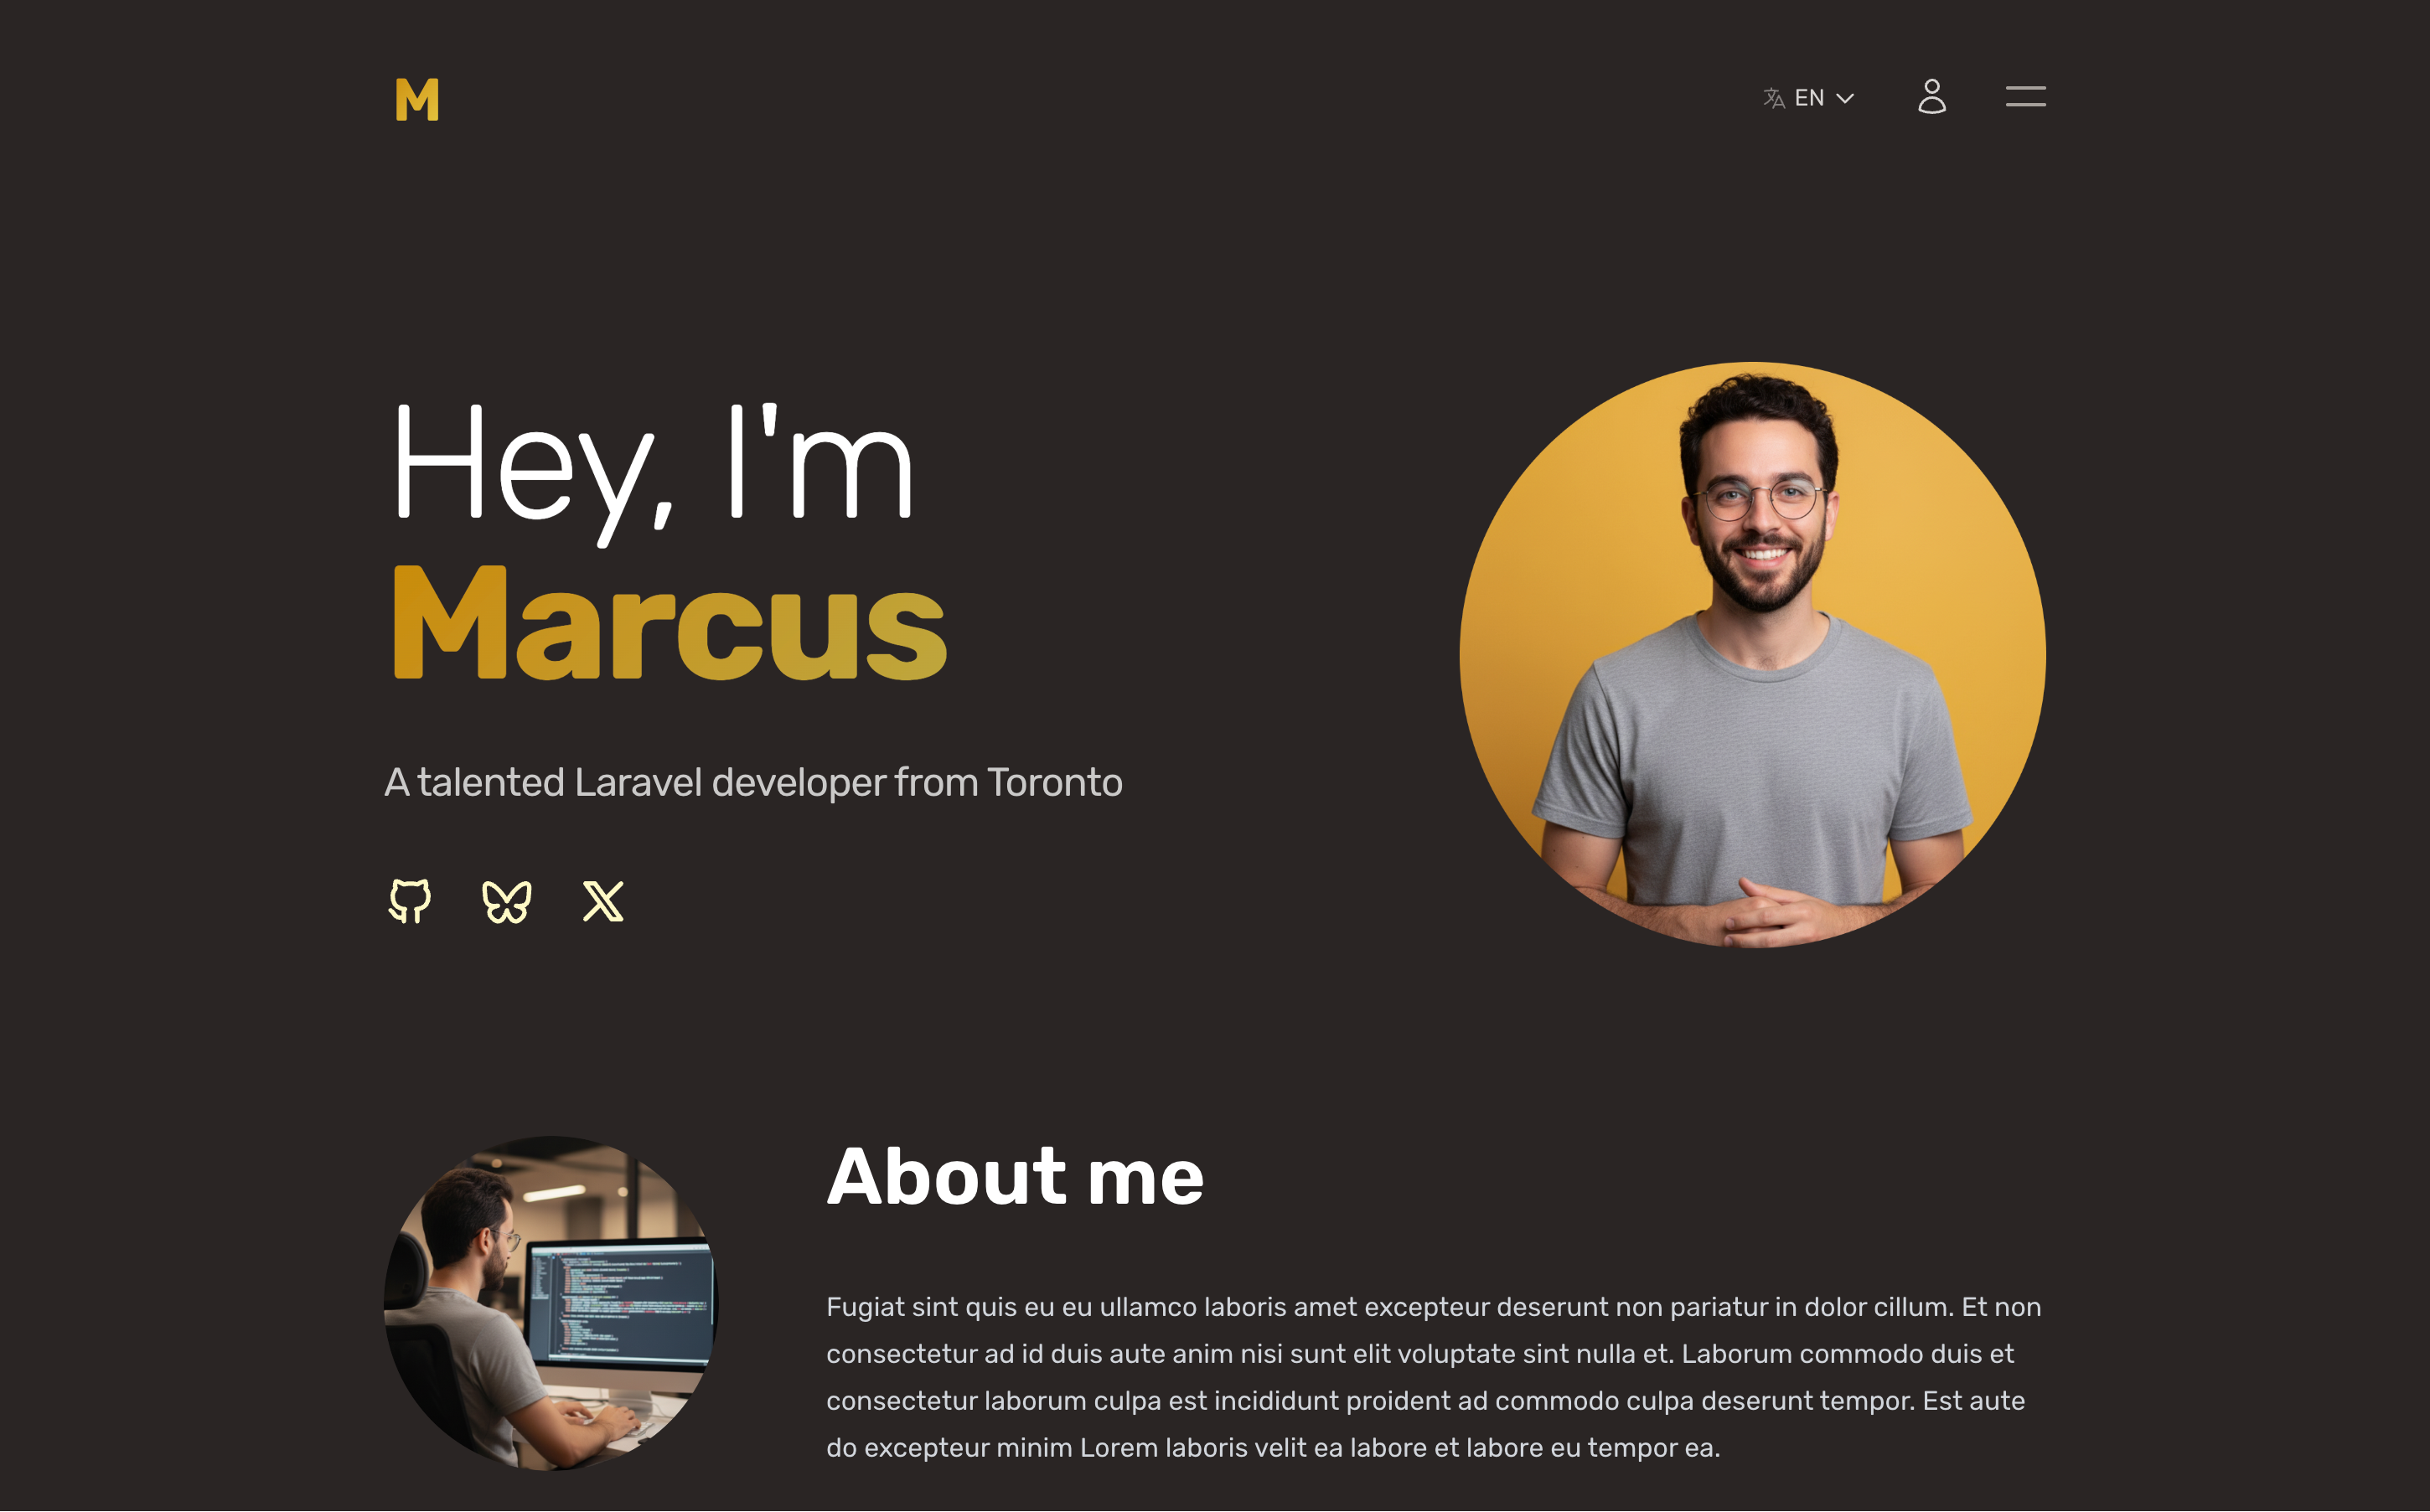 M
EN
Hey, I'm
Marcus
A talented Laravel developer from Toronto
About me
Fugiat sint quis eu eu ullamco laboris amet excepteur deserunt non pariatur in dolor cillum. Et non
consectetur ad id duis aute anim nisi sunt elit voluptate sint nulla et. Laborum commodo duis et
consectetur laborum culpa est incididunt proident ad commodo culpa deserunt tempor. Est aute
do excepteur minim Lorem laboris velit ea labore et labore eu tempor ea.